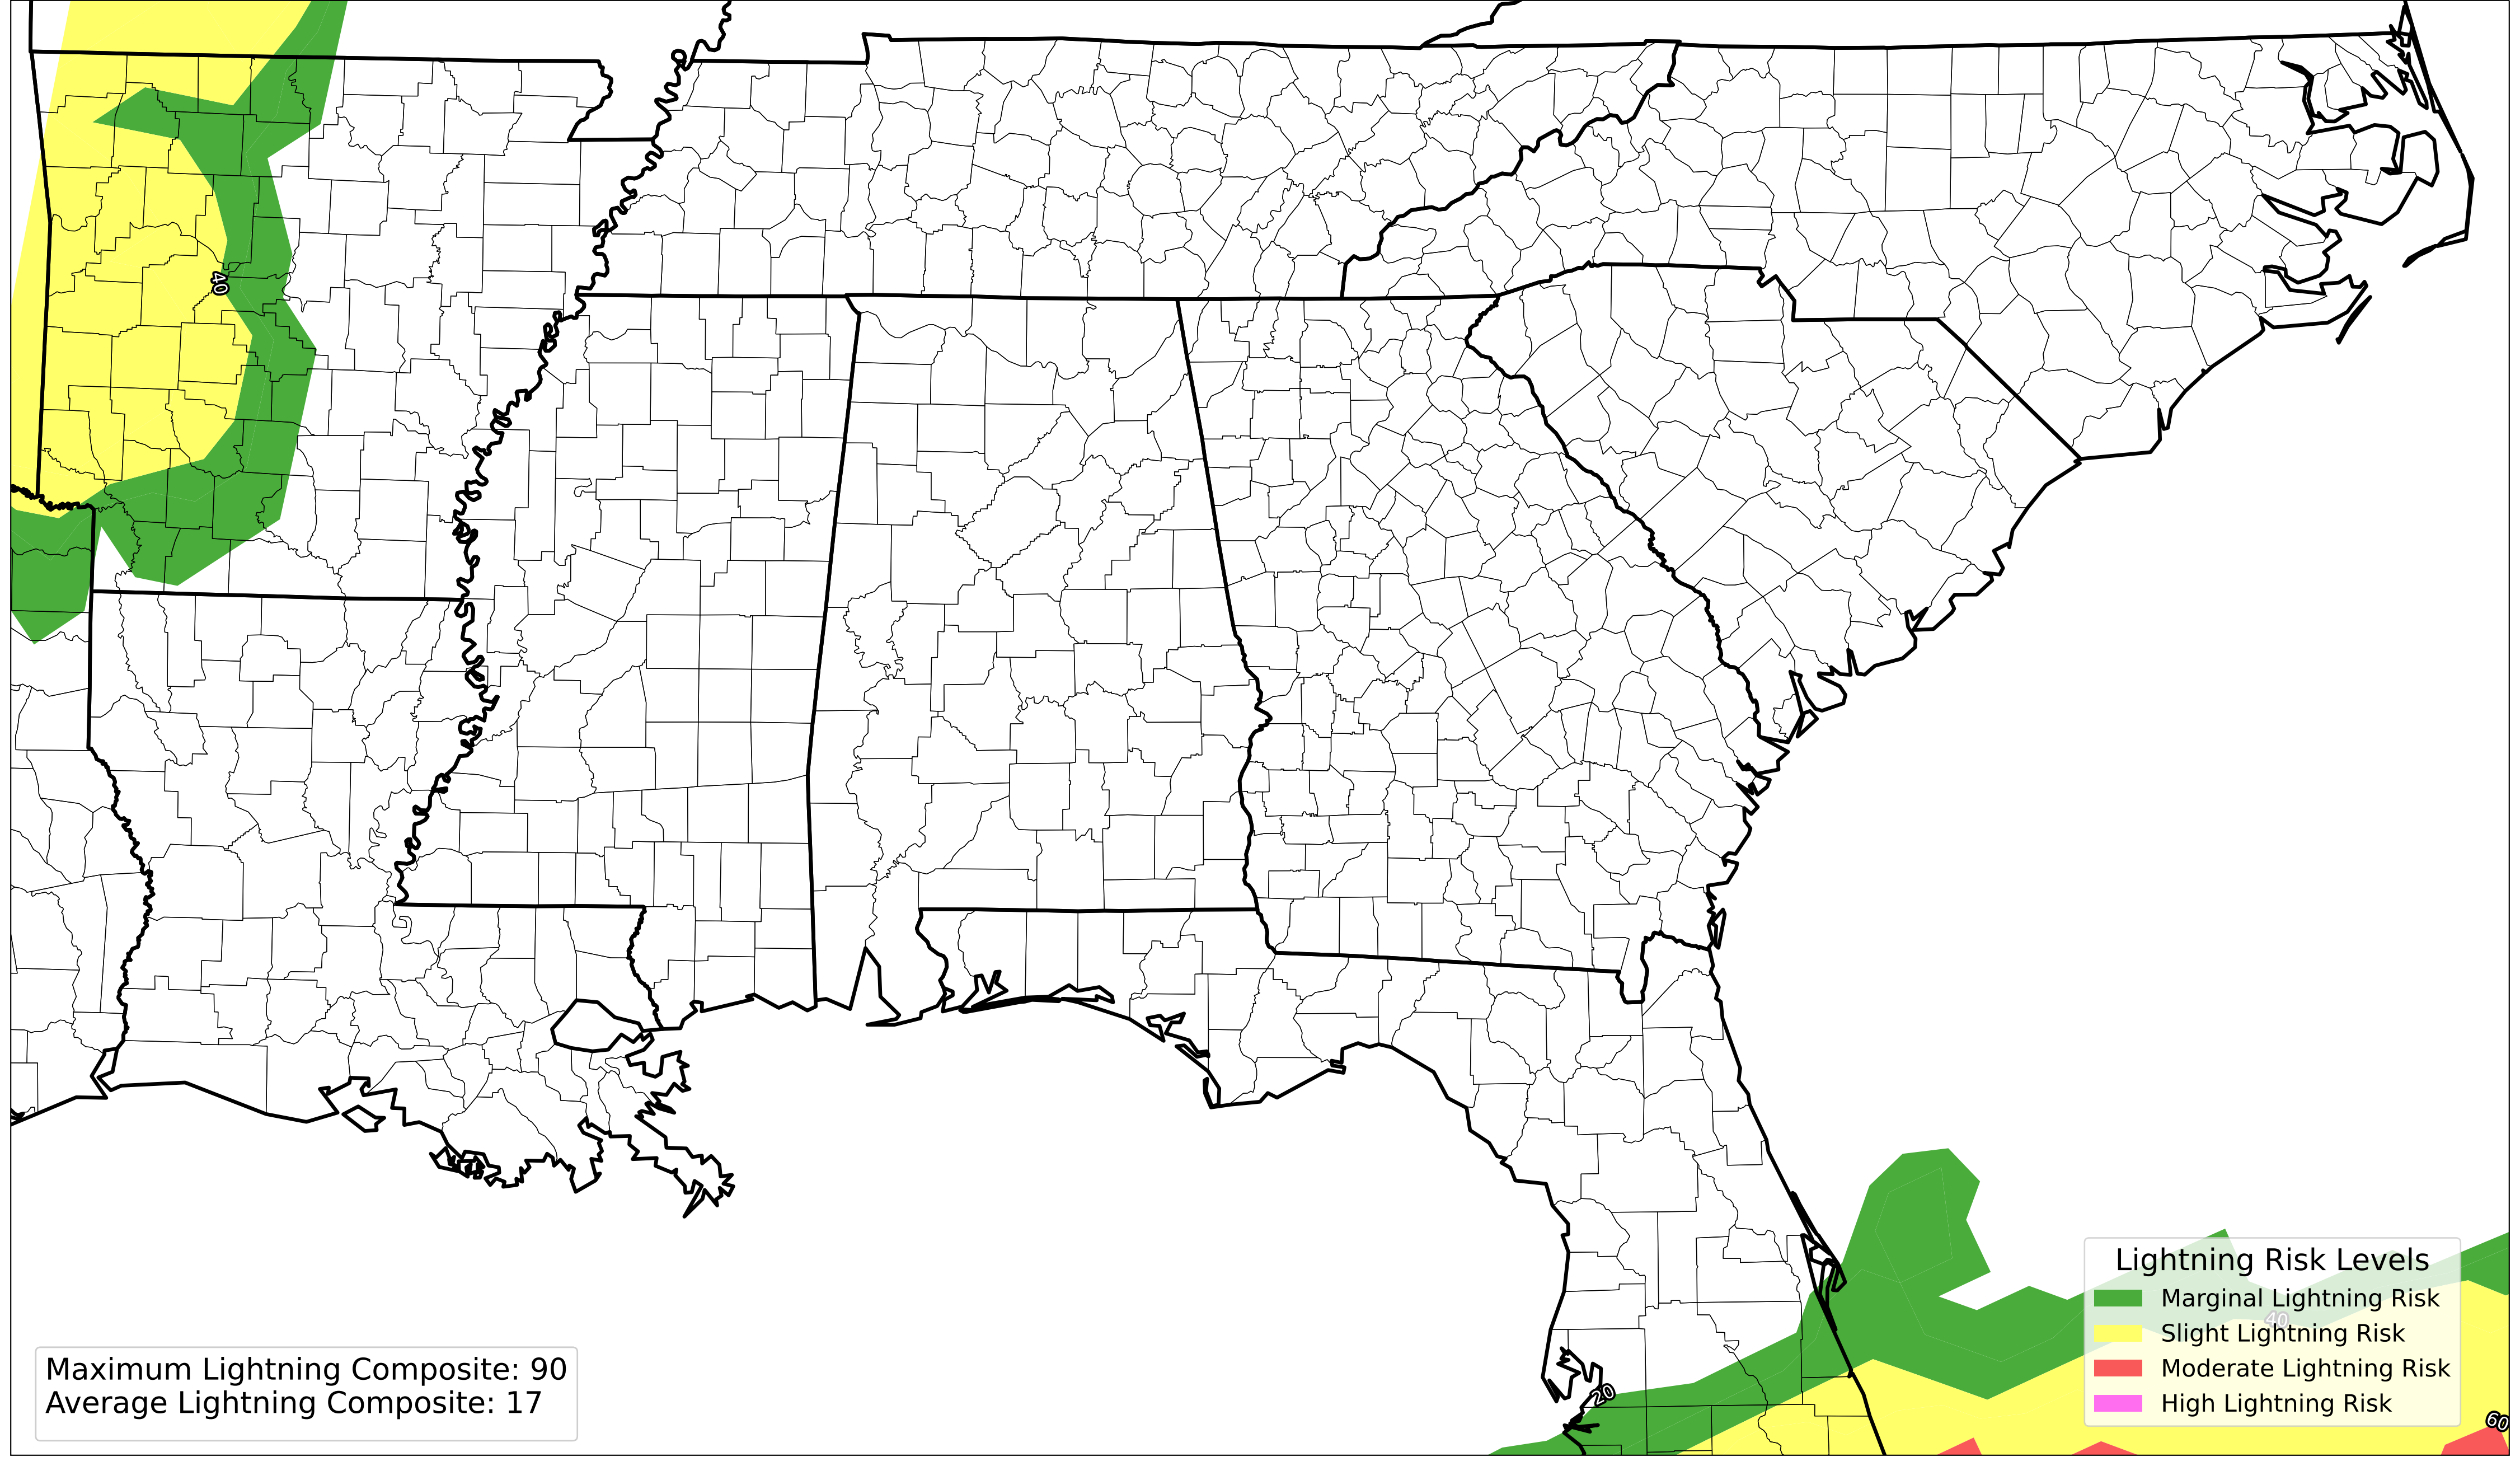 40
Lightning Risk Levels
Marginal Lightning Risk
40
Slight Lightning Risk
Maximum Lightning Composite: 90
Moderate Lightning Risk
20
Average Lightning Composite: 17
High Lightning Risk
60